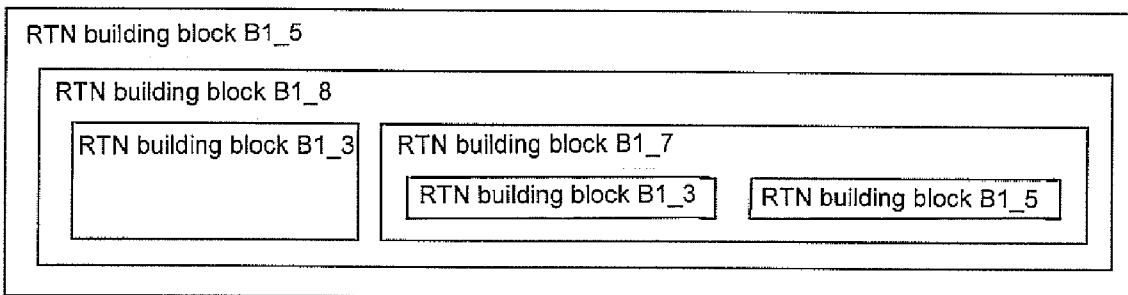 RTN building block B1_5
RTN building block B1_8
RTN building block B1_3
RTN building block B1_7
RTN building block B1_3
RTN building block B1_5